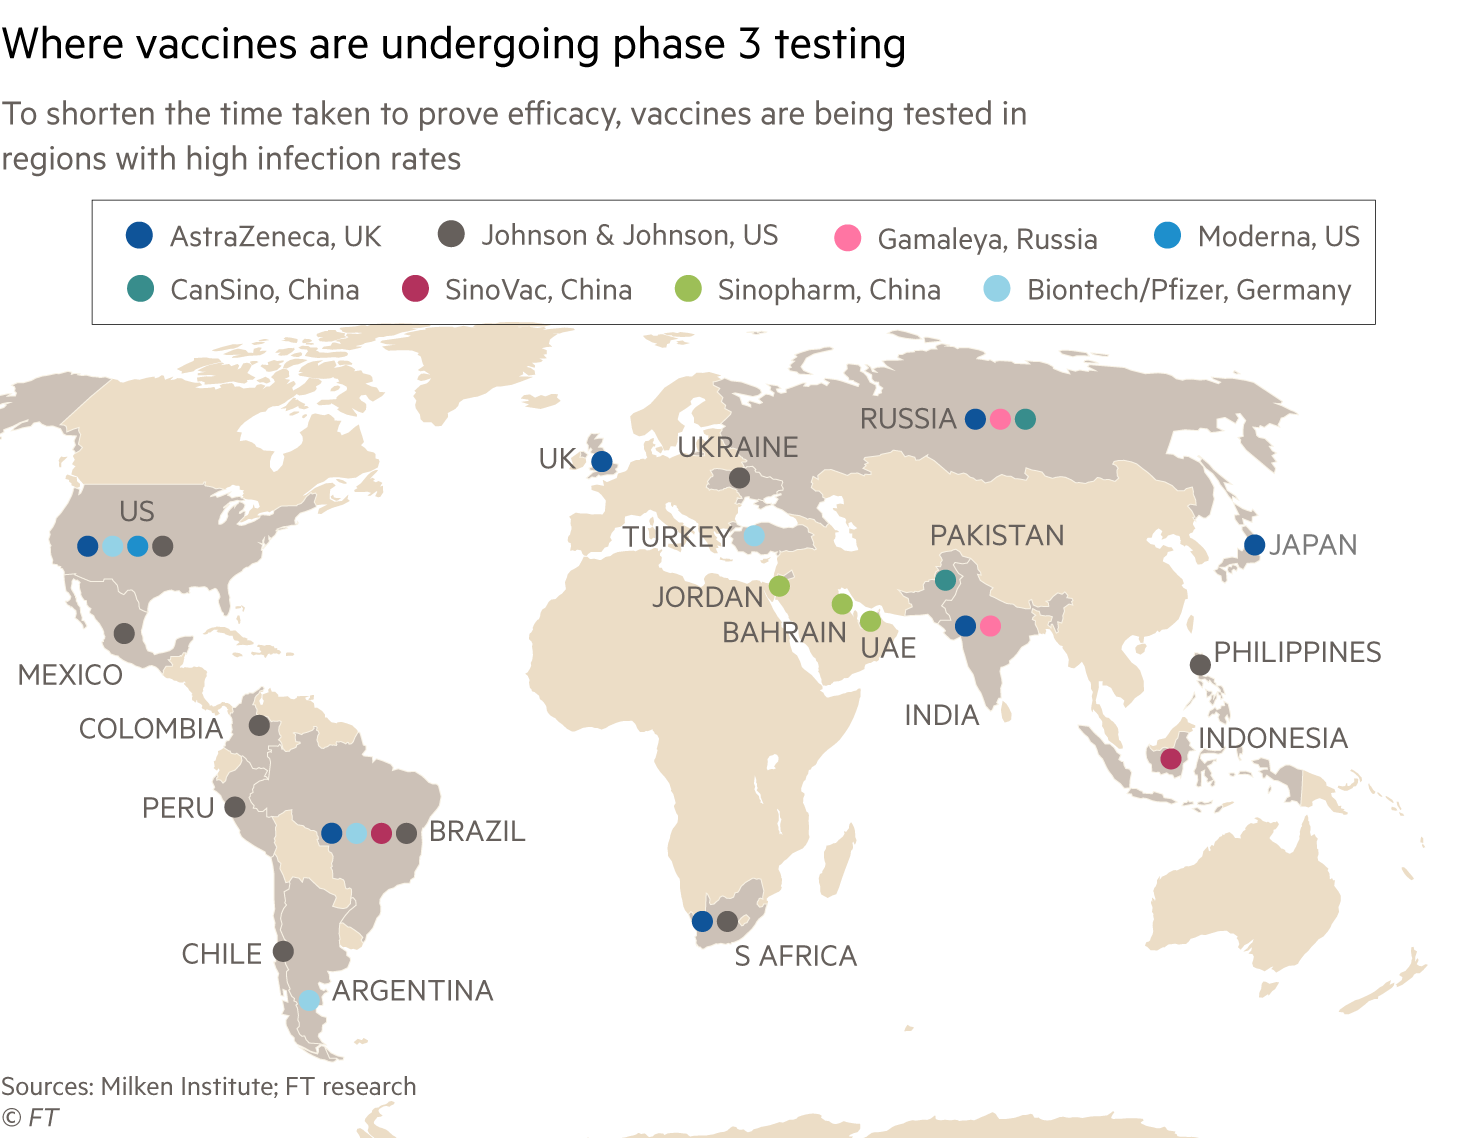 Where vaccines are undergoing phase 3 testing
To shorten the time taken to prove efficacy, vaccines are being tested in
regions with high infection rates
AstraZeneca, UK
Johnson & Johnson, US
Gamaleya, Russia
Moderna, US
CanSino, China
SinoVac, China
Sinopharm, China
Biontech/Pfizer, Germany
RUSSIA
UK
UKRAINE
US
TURKEY
PAKISTAN
JAPAN
JORDAN
BAHRAIN
UAE
PHILIPPINES
MEXICO
INDIA
COLOMBIA
INDONESIA
PERU
BRAZIL
CHILE
S AFRICA
ARGENTINA
Sources: Milken Institute; FT research
© FT